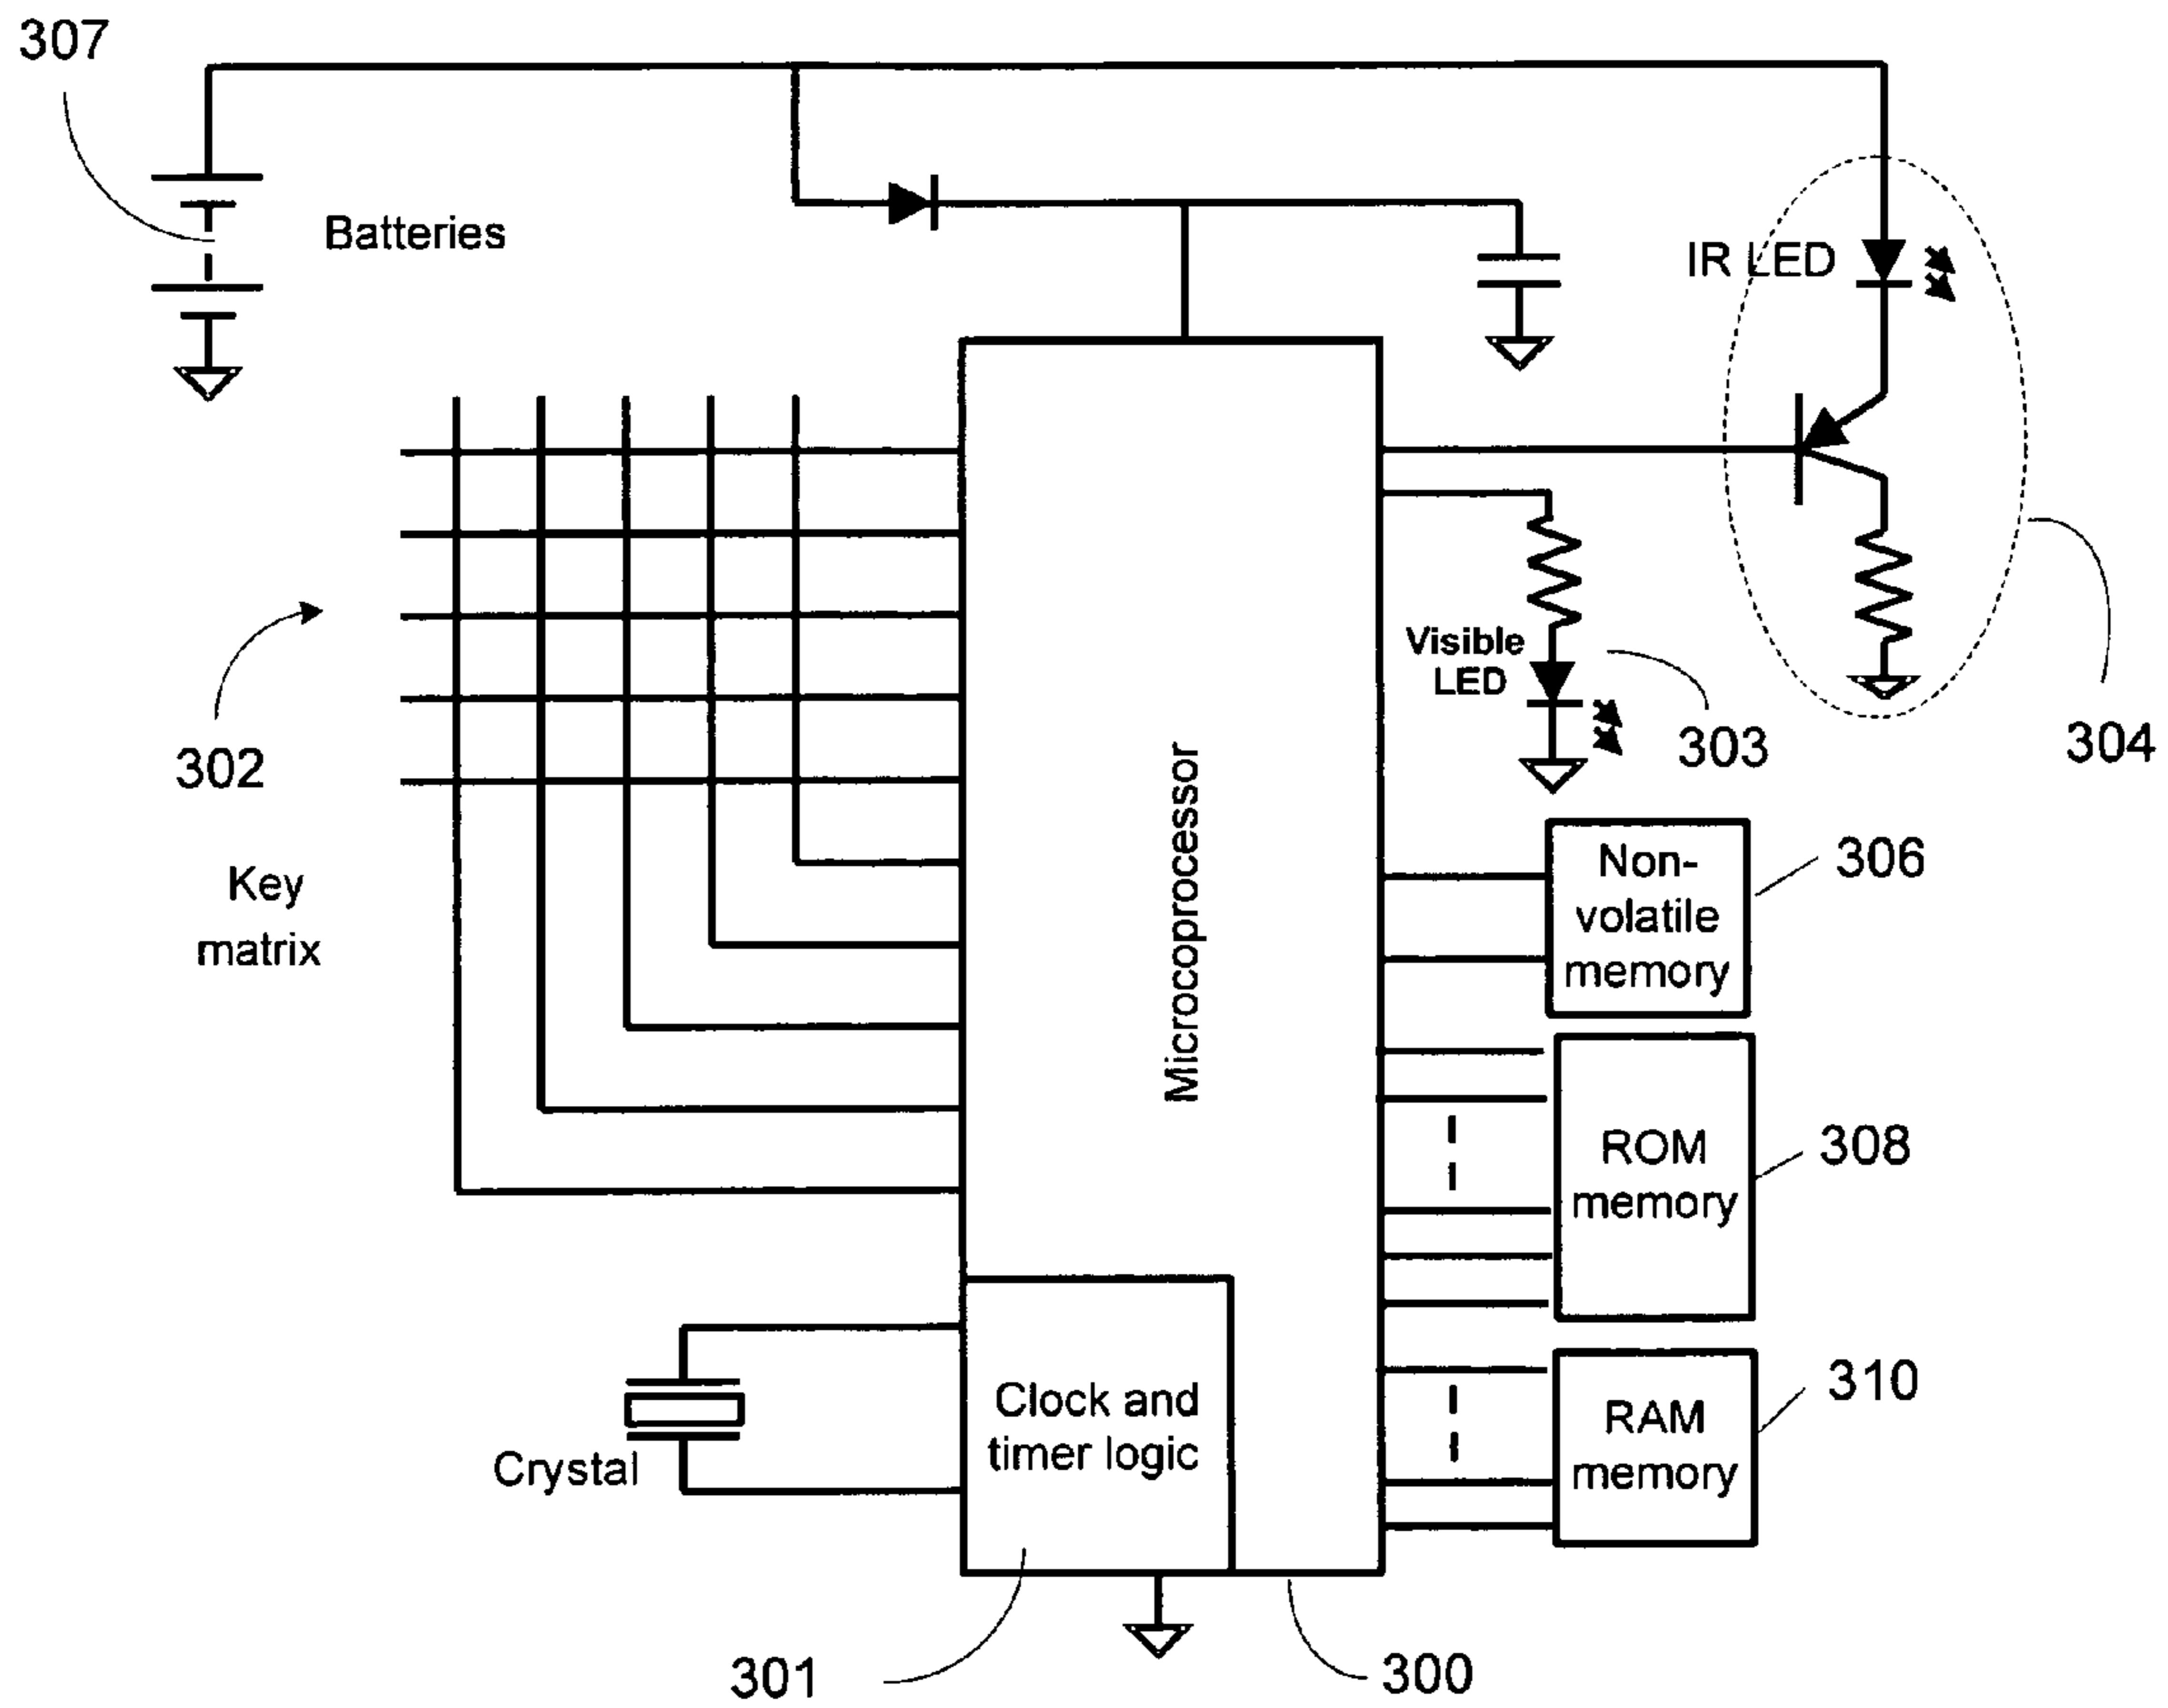 307
Batteries
IR LED
302
Key
matrix
Visible
LED
303
304
Microcoprocessor
Non-
volatile
memory
306
ROM
memory
308
RAM
memory
310
Crystal
Clock and
timer logic
301
300